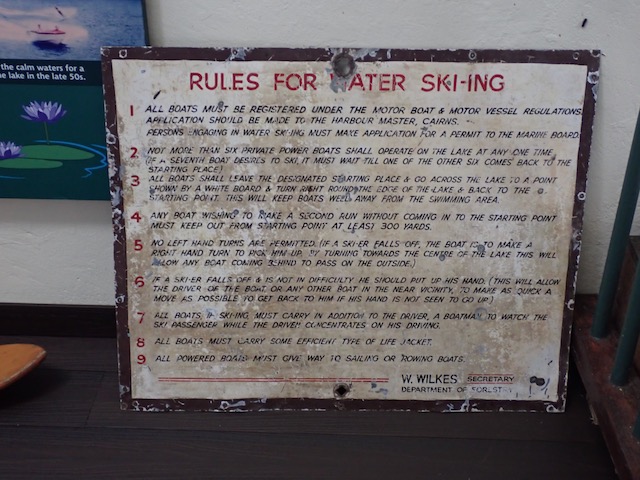 the calm waters for a
he lake in the late 50s.
RULES FOR WATER SKI-ING
1 ALL BOATS MUST BE REGISTERED UNDER THE MOTOR BOAT & MOTOR VESSEL REGULATIONS.
APPLICATION SHOULD BE MADE TO THE HARBOUR MASTER, CAIRNS.
PERSONS ENGAGING IN WATER SKI-ING MUST MAKE APPLICATION FOR A PERMIT TO THE MARINE BOARD
2 NOT MORE THAN SIX PRIVATE POWER BOATS SHALL OPERATE ON THE LAKE AT ANY ONE TIME.
(IF A SEVENTH BOAT DESIRES TO SKI, IT MUST WAIT TILL ONE OF THE OTHER SIX COMES BACK TO THE
STARTING PLACE)
3 ALL BOATS SHALL LEAVE THE DESIGNATED STARTING PLACE & GO ACROSS THE LAKE TO A POINT
SHOWN BY A WHITE BOARD & TURN RIGHT ROUND THE EDGE OF THE LAKE & BACK TO THE
STARTING POINT. THIS WILL KEEP BOATS WELL AWAY FROM THE SWIMMING AREA.
4 ANY BOAT WISHING TO MAKE A SECOND RUN WITHOUT COMING IN TO THE STARTING POINT
MUST KEEP OUT FROM STARTING POINT AT LEAST 300 YARDS.
5 NO LEFT HAND TURNS ARE PERMITTED. (IF A SKI-ER FALLS OFF, THE BOAT IS TO MAKE A
RIGHT HAND TURN TO PICK HIM UP. BY TURNING TOWARDS THE CENTRE OF THE LAKE THIS WILL
ALLOW ANY BOAT COMING BEHIND TO PASS ON THE OUTSIDE.)
6 IF A SKI-ER FALLS OFF & IS NOT IN DIFFICULTY HE SHOULD PUT UP HIS HAND. (THIS WILL ALLOW
THE DRIVER OF THE BOAT, OR ANY OTHER BOAT IN THE NEAR VICINITY, TO MAKE AS QUICK A
MOVE AS POSSIBLE TO GET BACK TO HIM IF HIS HAND IS NOT SEEN TO GO UP.)
7 ALL BOATS SKI-ING, MUST CARRY IN ADDITION TO THE DRIVER, A BOATMAN TO WATCH THE
SKI PASSENGER WHILE THE DRIVER CONCENTRATES ON HIS DRIVING.
8 ALL BOATS MUST CARRY SOME EFFICIENT TYPE OF LIFE JACKET.
9 ALL POWERED BOATS MUST GIVE WAY TO SAILING OR ROWING BOATS.
W. WILKES SECRETARY
DEPARTMENT OF FORESTRY